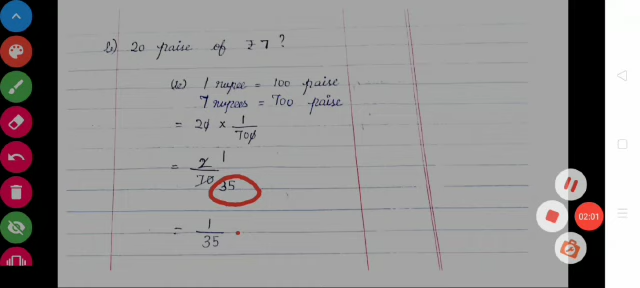 b) 20 paise of ₹7?
(b) 1 rupee = 100 paise
7 rupees = 700 paise
= 20 × 1/700
= 2/70 1/35
= 1/35
02:01